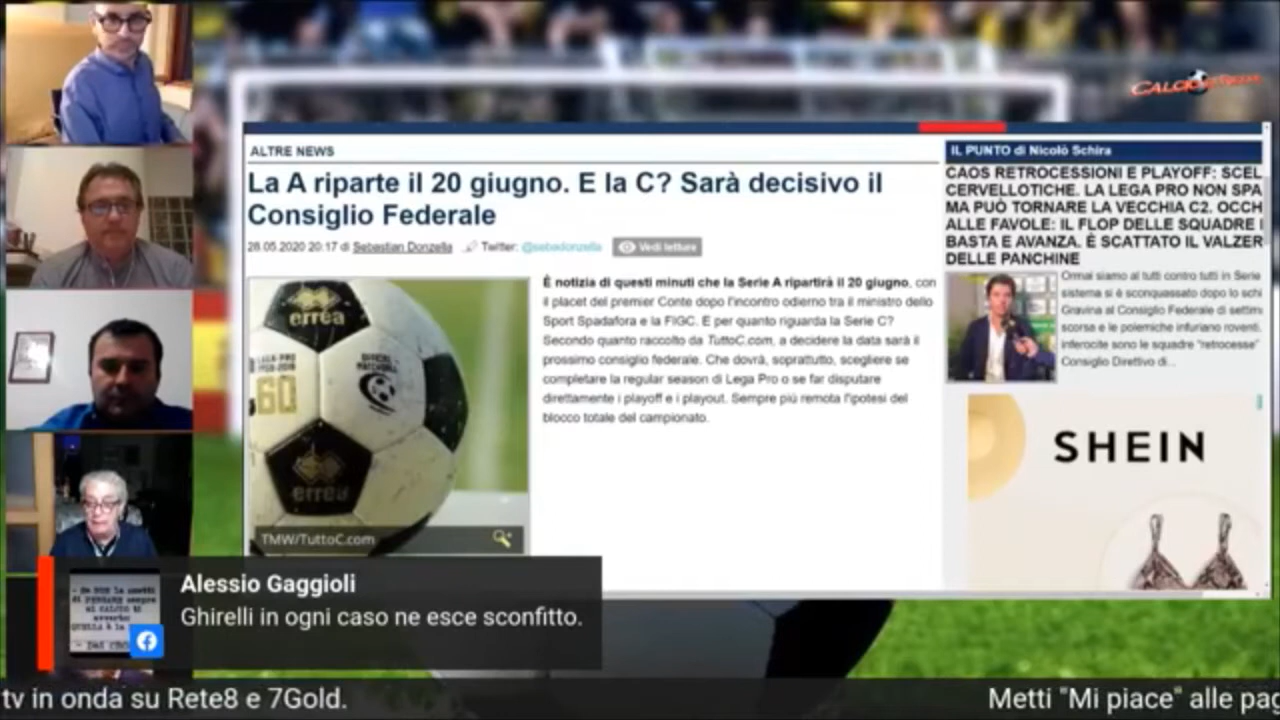 CALCIO
ALTRE NEWS
La A riparte il 20 giugno. E la C? Sarà decisivo il
Consiglio Federale
28.05.2020 20:17 di Sebastian Donzella Twitter: @sebadonzella Vedi letture
È notizia di questi minuti che la Serie A ripartirà il 20 giugno, con
il placet del premier Conte dopo l'incontro odierno tra il ministro dello
Sport Spadafora e la FIGC. E per quanto riguarda la Serie C?
Secondo quanto raccolto da TuttoC.com, a decidere la data sarà il
prossimo consiglio federale. Che dovrà, soprattutto, scegliere se
completare la regular season di Lega Pro o se far disputare
direttamente i playoff e i playout. Sempre più remota l'ipotesi del
blocco totale del campionato.
errea
60
errea
TMW/TuttoC.com
IL PUNTO di Nicolò Schira
CAOS RETROCESSIONI E PLAYOFF: SCEL
CERVELLOTICHE. LA LEGA PRO NON SPA
MA PUÒ TORNARE LA VECCHIA C2. OCCH
ALLE FAVOLE: IL FLOP DELLE SQUADRE
BASTA E AVANZA. È SCATTATO IL VALZER
DELLE PANCHINE
Ormai siamo al tutti contro tutti in Serie
sistema si è sconquassato dopo lo schi
Gravina al Consiglio Federale di settim
scorsa e le polemiche infuriano roventi.
inferocite sono le squadre "retrocesse"
Consiglio Direttivo di...
SHEIN
Alessio Gaggioli
Ghirelli in ogni caso ne esce sconfitto.
tv in onda su Rete8 e 7Gold.
Metti "Mi piace" alle pag